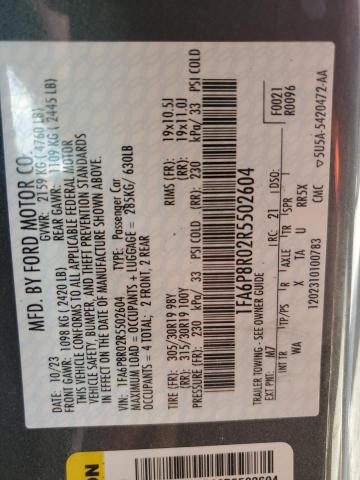 MFD. BY FORD MOTOR CO.
10/23 GVWR: 2159 KG (4760 LB)
FRONT GAWR: 1098 KG (2420 LB) REAR GAWR: 1109 KG (2445 LB)
THIS VEHICLE CONFORMS TO ALL APPLICABLE FEDERAL MOTOR
VEHICLE SAFETY, BUMPER, AND THEFT PREVENTION STANDARDS
IN EFFECT ON THE DATE OF MANUFACTURE SHOWN ABOVE.
VIN: 1FA6P8R02R5502604 TYPE: Passenger Car
MAXIMUM LOAD = OCCUPANTS + LUGGAGE = 285KG/ 630LB
OCCUPANTS = 4 TOTAL; 2 FRONT, 2 REAR
TIRE (FR): 305/30R19 98Y RIMS (FR): 19x10.5J
TIRE (RR): 315/30R19 100Y (RR): 19x11.0J
PRESSURE (FR): 230 kPa/ 33 PSI COLD (RR): 230 kPa/ 33 PSI COLD
1FA6P8R02R5502604
TRAILER TOWING - SEE OWNER GUIDE
F0021
R0096
EXT PNT: M7 RC: 21 DSO:
INT TR TP/PS R AXLE TR SPR
WA X TA U RR5X
1202310100783 CMC 5U5A-5420472-AA